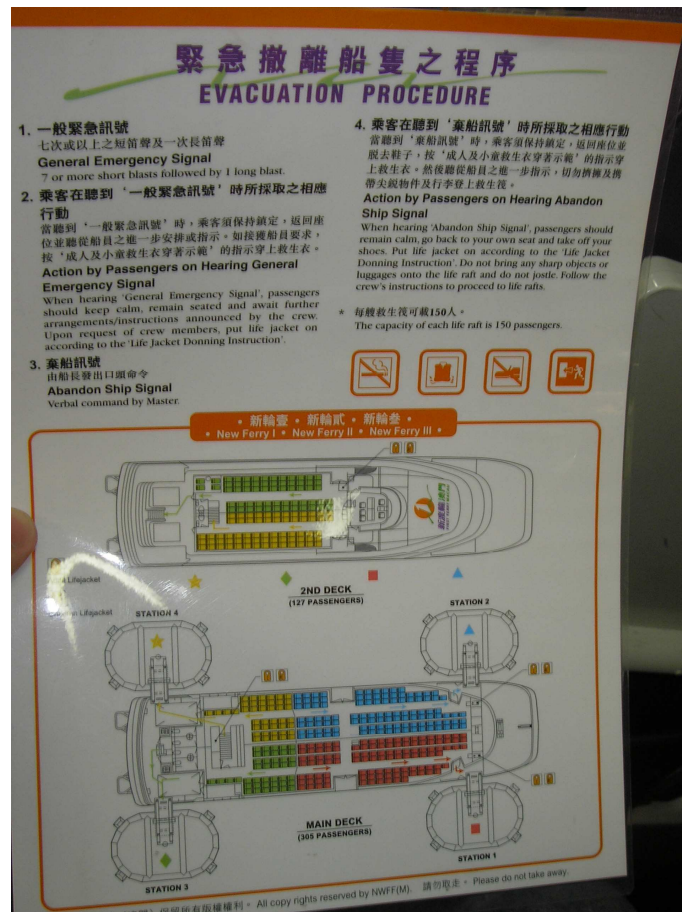 緊急撤離船隻之程序
EVACUATION PROCEDURE
1. 一般緊急訊號
七次或以上之短笛聲及一次長笛聲
General Emergency Signal
7 or more short blasts followed by 1 long blast.
2. 乘客在聽到‘一般緊急訊號’時所採取之相應
行動
當聽到‘一般緊急訊號’時，乘客須保持鎮定，返回座
位並聽從船員之進一步安排或指示。如接獲船員要求，
按‘成人及小童救生衣穿著示範’的指示穿上救生衣。
Action by Passengers on Hearing General
Emergency Signal
When hearing 'General Emergency Signal', passengers
should keep calm, remain seated and await further
arrangements/instructions announced by the crew.
Upon request of crew members, put life jacket on
according to the 'Life Jacket Donning Instruction'.
3. 棄船訊號
由船長發出口頭命令
Abandon Ship Signal
Verbal command by Master.
4. 乘客在聽到‘棄船訊號’時所採取之相應行動
當聽到‘棄船訊號’時，乘客須保持鎮定，返回座位並
脫去鞋子，按‘成人及小童救生衣穿著示範’的指示穿
上救生衣。然後聽從船員之進一步指示，切勿擠擁及攜
帶尖銳物件及行李登上救生筏。
Action by Passengers on Hearing Abandon
Ship Signal
When hearing 'Abandon Ship Signal', passengers should
remain calm, go back to your own seat and take off your
shoes. Put life jacket on according to the 'Life Jacket
Donning Instruction'. Do not bring any sharp objects or
luggages onto the life raft and do not jostle. Follow the
crew's instructions to proceed to life rafts.
* 每艘救生筏可載150人。
The capacity of each life raft is 150 passengers.
• 新輪壹 • 新輪貳 • 新輪叁 •
• New Ferry I • New Ferry II • New Ferry III •
新渡輪澳門
Lifejacket
Lifejacket
2ND DECK
(127 PASSENGERS)
STATION 4
STATION 2
MAIN DECK
(305 PASSENGERS)
STATION 3
STATION 1
保留所有版權權利。 All copy rights reserved by NWFF(M). 請勿取走。 Please do not take away.